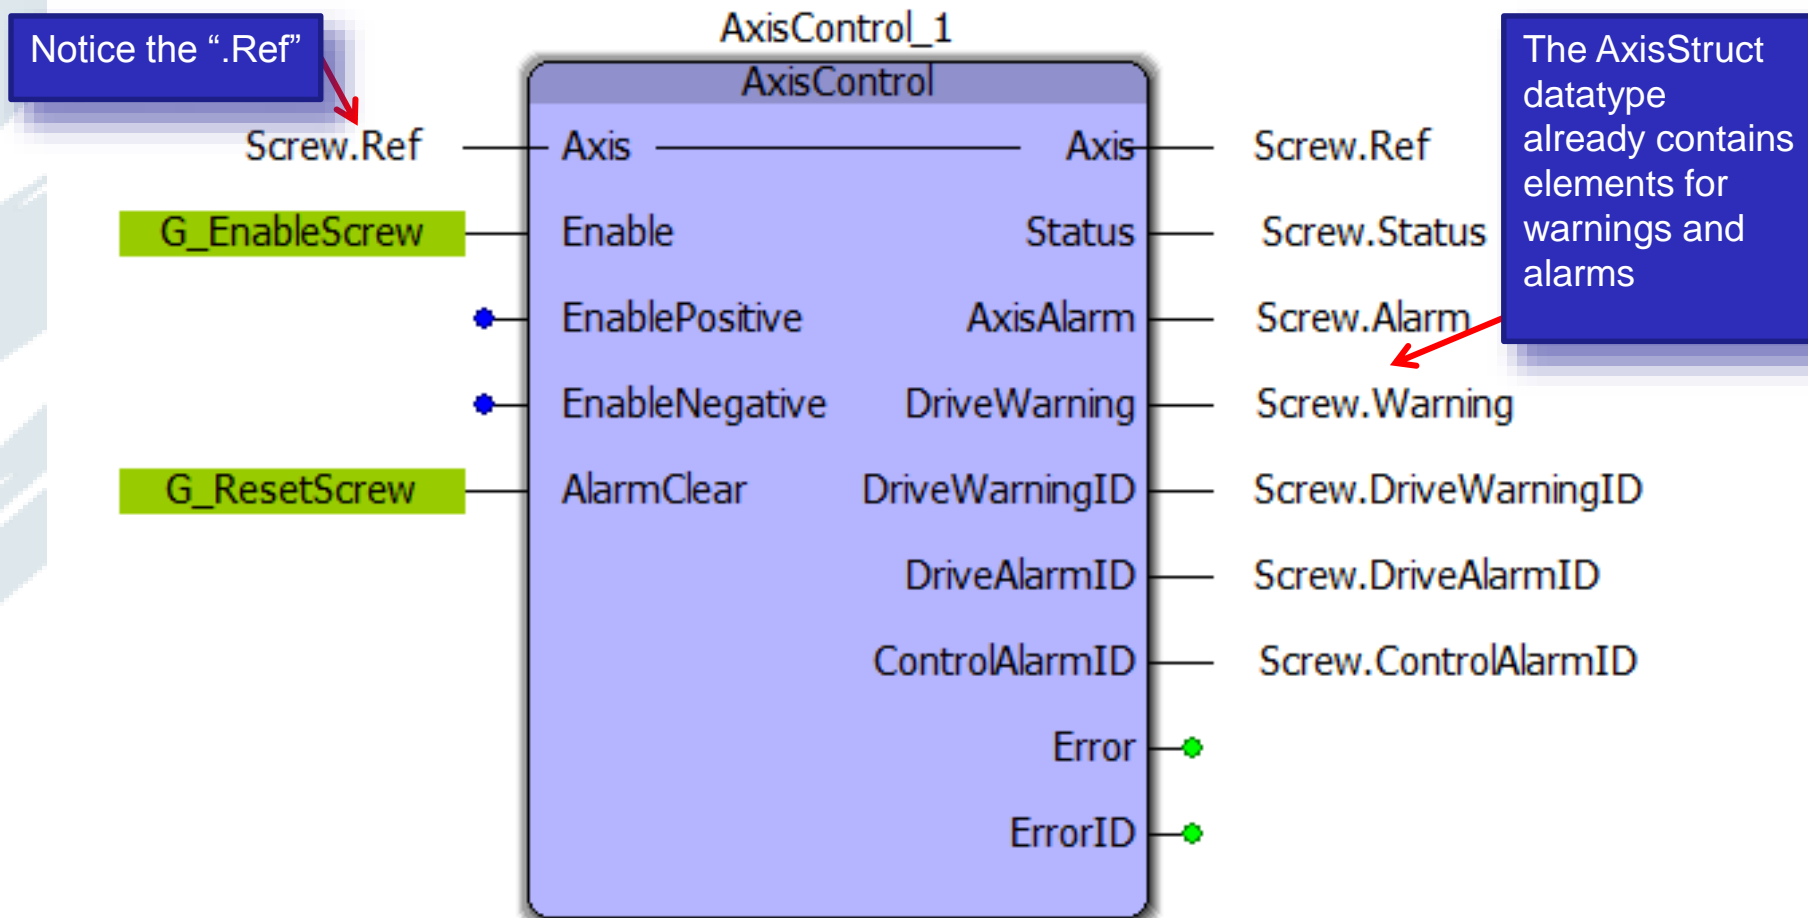 Notice the “.Ref”
AxisControl_1
AxisControl
The AxisStruct
datatype
already contains
elements for
warnings and
alarms
Screw.Ref Axis Axis Screw.Ref
G_EnableScrew Enable Status Screw.Status
EnablePositive AxisAlarm Screw.Alarm
EnableNegative DriveWarning Screw.Warning
G_ResetScrew AlarmClear DriveWarningID Screw.DriveWarningID
DriveAlarmID Screw.DriveAlarmID
ControlAlarmID Screw.ControlAlarmID
Error
ErrorID